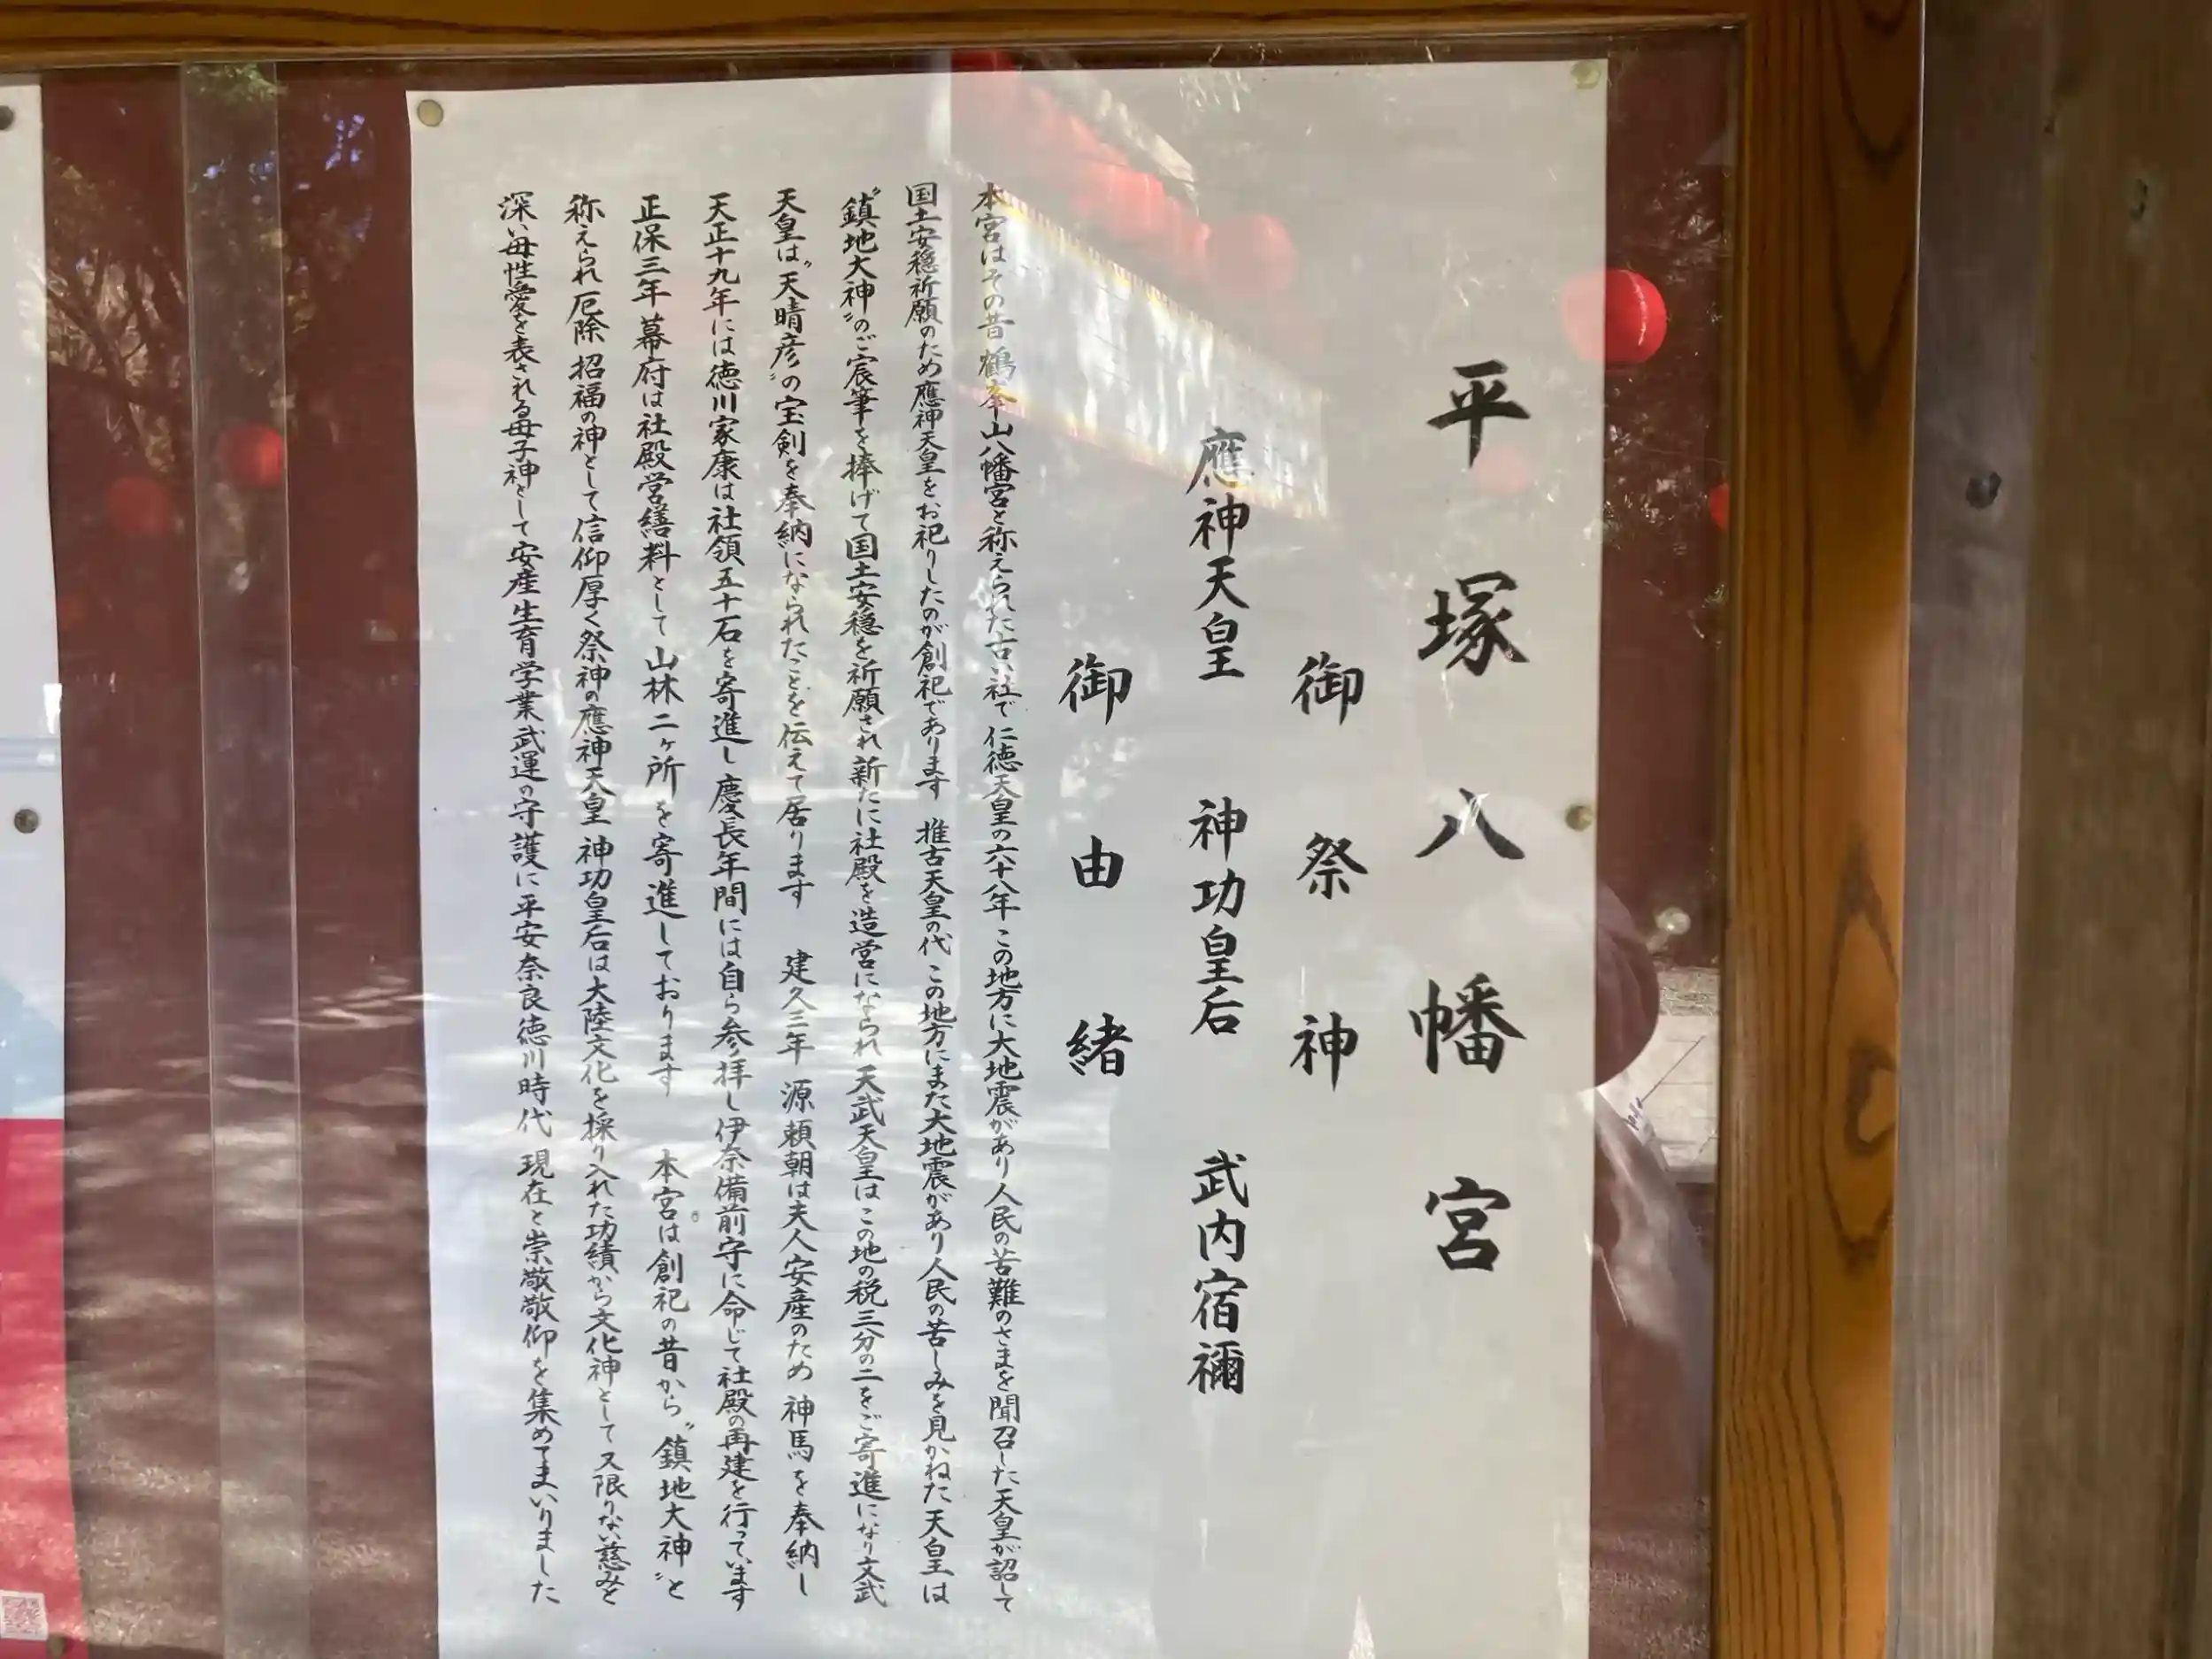 平塚八幡宮
御祭神
應神天皇 神功皇后 武内宿禰
御由緒
本宮はその昔鶴峯山八幡宮と称えられた古い社で 仁徳天皇の六十八年 この地方に大地震があり人民の苦難のさまを聞召した天皇が詔して
国土安穏祈願のため應神天皇をお祀りしたのが創祀であります 推古天皇の代 この地方にまた大地震があり人民の苦しみを見かねた天皇は
〝鎮地大神〟のご宸筆を捧げて国土安穏を祈願され新たに社殿を造営になられ 天武天皇はこの地の税三分の二をご寄進になり文武
天皇は〝天晴彦〟の宝剣を奉納になられたことを伝えて居ります 建久三年 源頼朝は夫人安産のため 神馬を奉納し
天正十九年には徳川家康は社領五十石を寄進し 慶長年間には自ら参拝し伊奈備前守に命じて社殿の再建を行っています
正保三年 幕府は社殿営繕料として 山林二ヶ所を寄進しております 本宮は創祀の昔から〝鎮地大神〟と
称えられ厄除 招福の神として信仰厚く祭神の應神天皇 神功皇后は大陸文化を採り入れた功績から文化神として又限りない慈みと
深い母性愛を表される母子神として安産生育学業武運の守護に平安奈良徳川時代 現在と崇敬敬仰を集めてまいりました